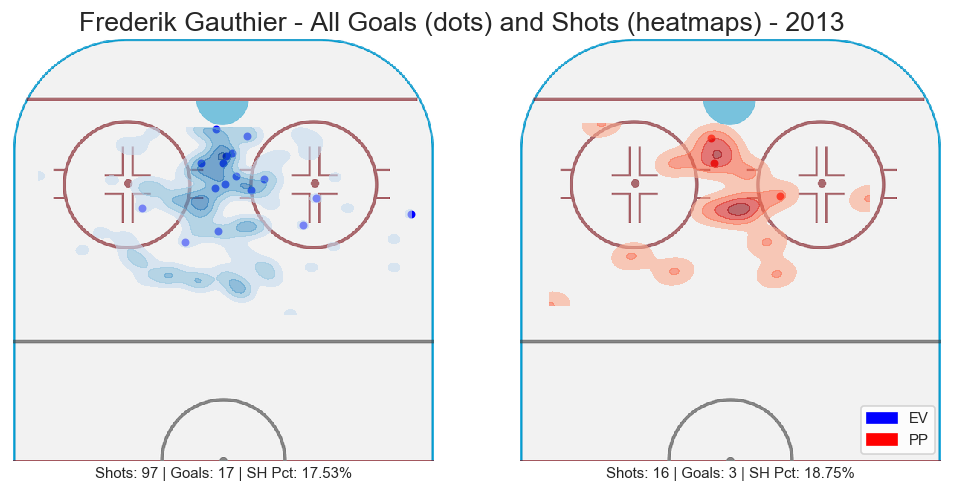 Frederik Gauthier - All Goals (dots) and Shots (heatmaps) - 2013
EV
PP
Shots: 97 | Goals: 17 | SH Pct: 17.53%
Shots: 16 | Goals: 3 | SH Pct: 18.75%